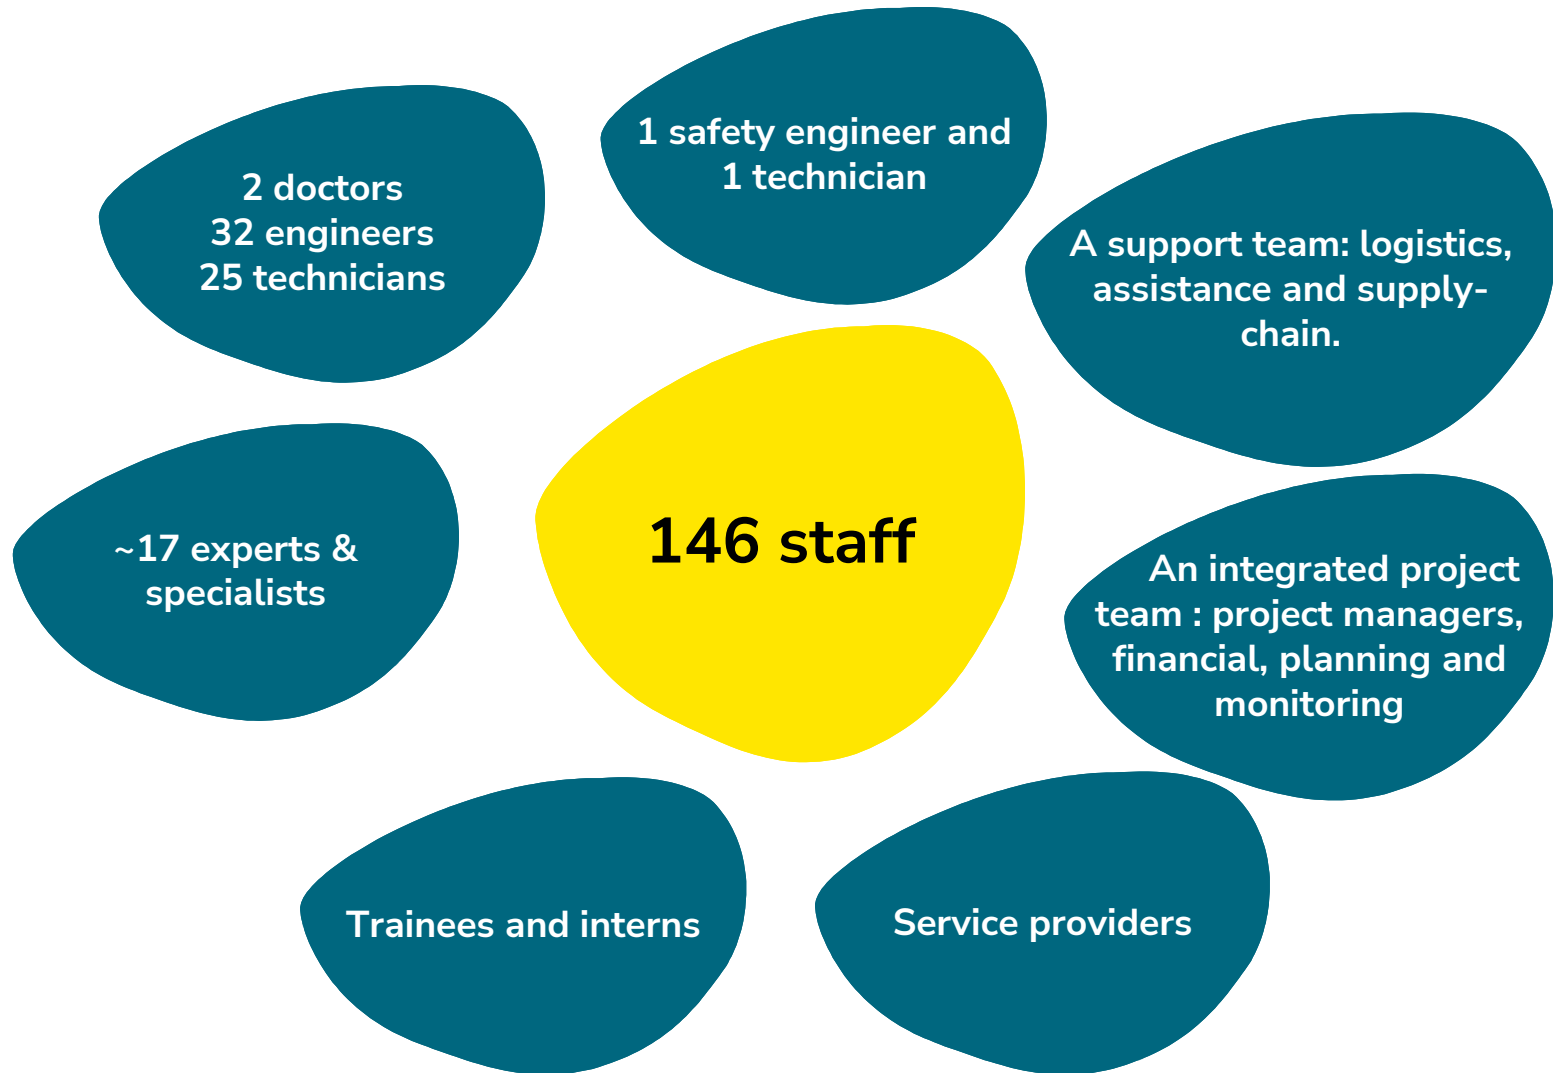 1 safety engineer and
1 technician
2 doctors
32 engineers
25 technicians
A support team: logistics,
assistance and supply-
chain.
146 staff
~17 experts &
specialists
An integrated project
team : project managers,
financial, planning and
monitoring
Trainees and interns
Service providers